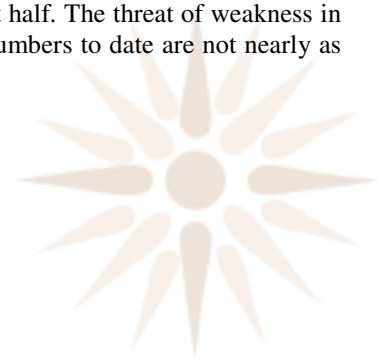 half. The threat of weakness in
umbers to date are not nearly as